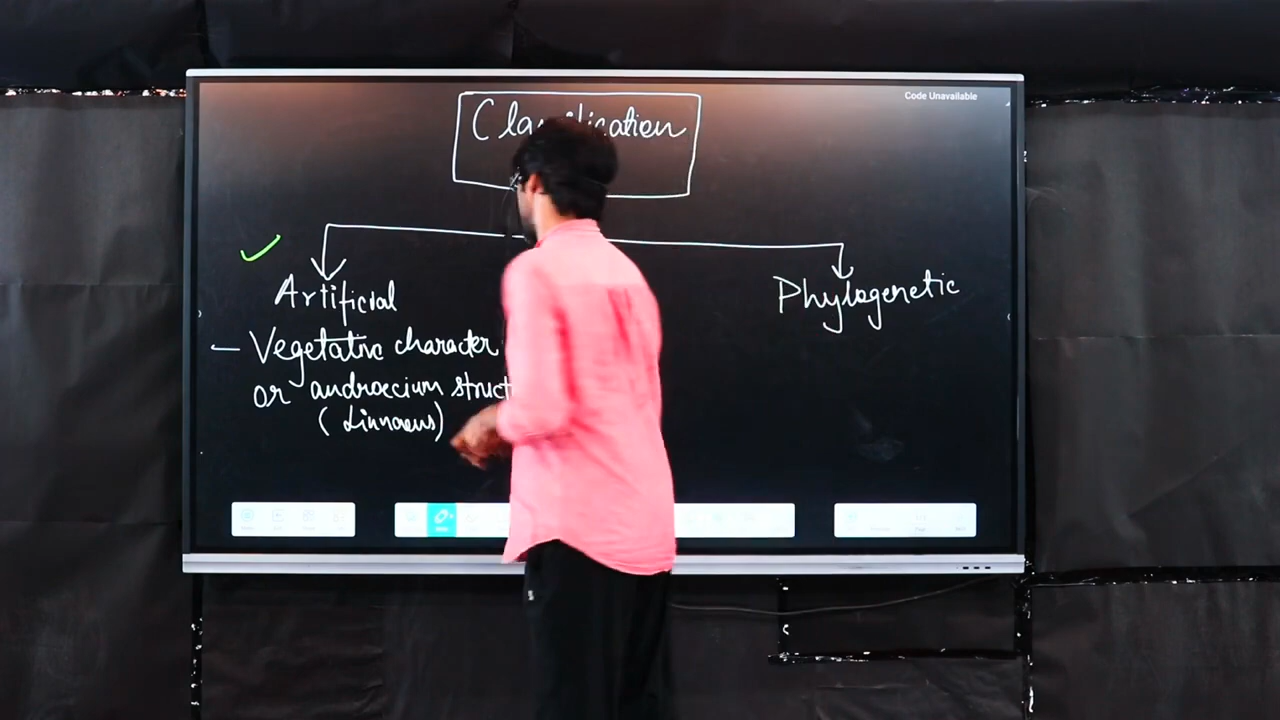 Code Unavailable
Artificial
Phylogenetic
— Vegetative character
or androecium struct
(Linnaeus)